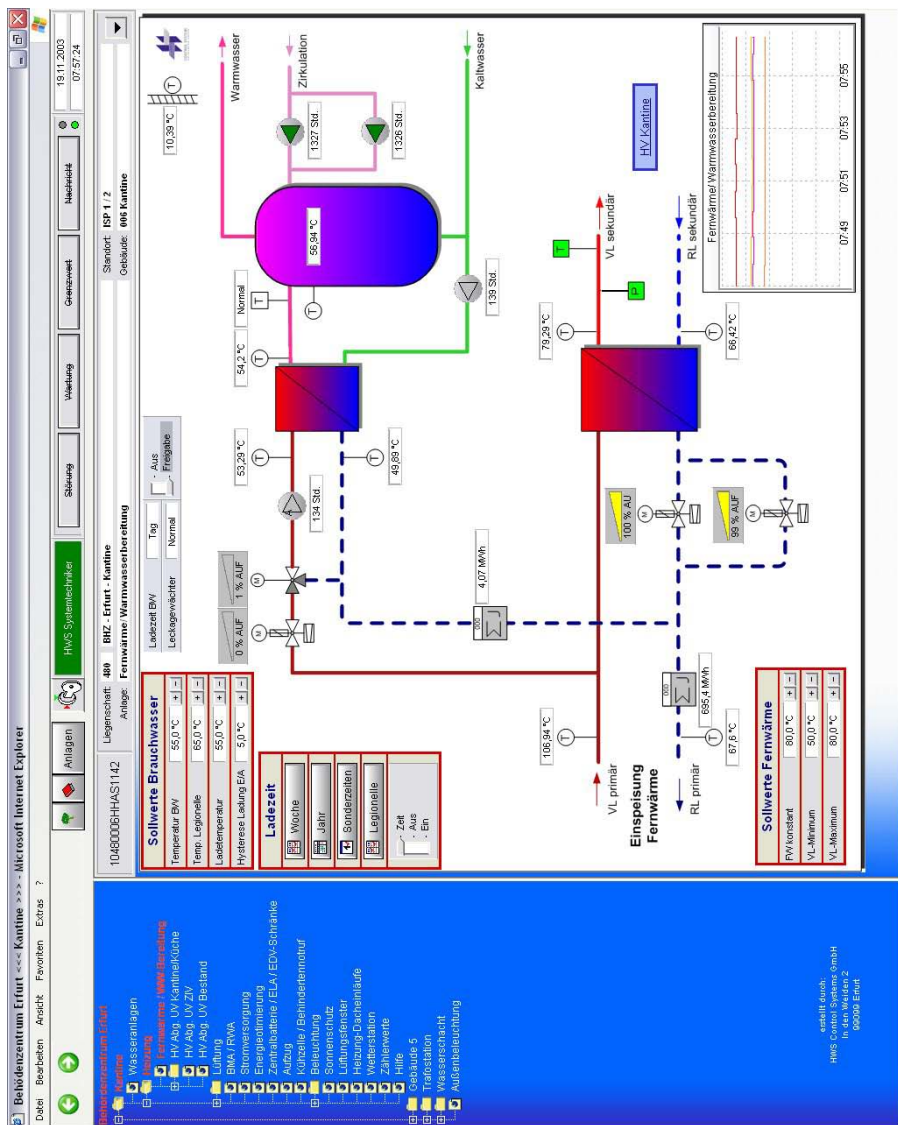 Behödenzentrum Erfurt <<< Kantine >>> - Microsoft Internet Explorer
Datei Bearbeiten Ansicht Favoriten Extras ?
Anlagen
HWS Systemtechniker
Störung
Wartung
Grenzwert
Nachricht
19.11.2003
07:57:24
Behördenzentrum Erfurt
Kantine
Wasseranlagen
Heizung
Fernwärme / WW Bereitung
HV Abg. UV Kantine/Küche
HV Abg. UV ZIV
HV Abg. UV Bestand
Lüftung
BMA / RWA
Stromversorgung
Energieotimierung
Zentralbatterie / ELA / EDV-Schränke
Aufzug
Kühlzelle / Behindertennotruf
Beleuchtung
Sonnenschutz
Lüftungsfenster
Heizung-Dacheinläufe
Wetterstation
Zählerwerte
Hilfe
Gebäude 5
Trafostation
Wasserschacht
Außenbeleuchtung
erstellt durch:
HWS Control Systems GmbH
In den Weiden 2
99099 Erfurt
10480006HHAS1142
Liegenschaft: 480 BHZ - Erfurt - Kantine
Standort: ISP 1 / 2
Anlage: Fernwärme/ Warmwasserbereitung
Gebäude: 006 Kantine
Sollwerte Brauchwasser
Temperatur BW 55,0 °C + -
Temp. Legionelle 65,0 °C + -
Ladetemperatur 55,0 °C + -
Hysterese Ladung E/A 5,0 °C + -
Ladezeit BW Tag
Leckagewächter Normal
Aus
Freigabe
Ladezeit
Woche
Jahr
Sonderzeiten
Legionelle
Zeit
Aus
Ein
0 % AUF
1 % AUF
M
M
134 Std.
53,29 °C
T
54,2 °C
T
Normal
T
T
56,94 °C
10,39 °C
T
Warmwasser
Zirkulation
1327 Std.
1326 Std.
Kaltwasser
139 Std.
49,89 °C
T
4,07 MWh
000
106,94 °C
T
VL primär
Einspeisung
Fernwärme
RL primär
67,6 °C
T
695,4 MWh
000
100 % AU
M
99 % AUF
M
79,29 °C
T
T
P
VL sekundär
RL sekundär
66,42 °C
T
HV Kantine
Sollwerte Fernwärme
FW konstant 80,0 °C + -
VL-Minimum 50,0 °C + -
VL-Maximum 80,0 °C + -
Fernwärme/ Warmwasserbereitung
07:49 07:51 07:53 07:55